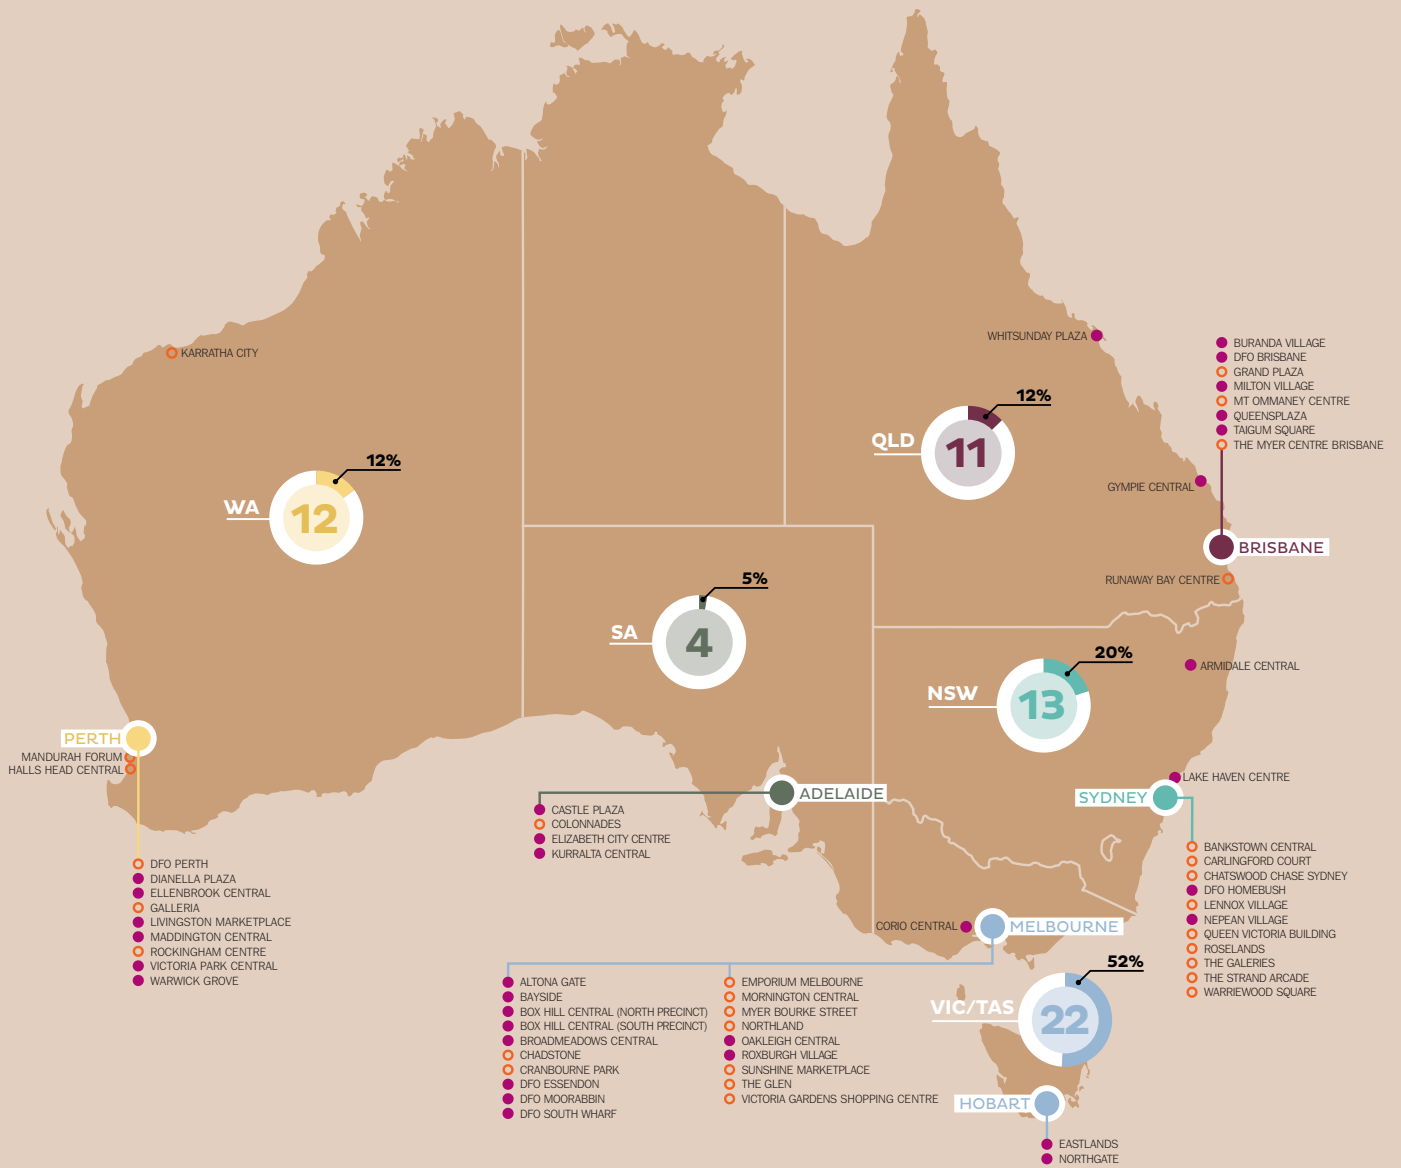 KARRATHA CITY
WHITSUNDAY PLAZA
BURANDA VILLAGE
DFO BRISBANE
GRAND PLAZA
MILTON VILLAGE
MT OMMANEY CENTRE
QUEENSPLAZA
TAIGUM SQUARE
THE MYER CENTRE BRISBANE
12%
QLD
11
12%
WA
12
GYMPIE CENTRAL
BRISBANE
RUNAWAY BAY CENTRE
5%
SA
4
20%
NSW
13
ARMIDALE CENTRAL
PERTH
MANDURAH FORUM
HALLS HEAD CENTRAL
LAKE HAVEN CENTRE
SYDNEY
ADELAIDE
CASTLE PLAZA
COLONNADES
ELIZABETH CITY CENTRE
KURRALTA CENTRAL
BANKSTOWN CENTRAL
CARLINGFORD COURT
CHATSWOOD CHASE SYDNEY
DFO HOMEBUSH
LENNOX VILLAGE
NEPEAN VILLAGE
QUEEN VICTORIA BUILDING
ROSELANDS
THE GALERIES
THE STRAND ARCADE
WARRIEWOOD SQUARE
DFO PERTH
DIANELLA PLAZA
ELLENBROOK CENTRAL
GALLERIA
LIVINGSTON MARKETPLACE
MADDINGTON CENTRAL
ROCKINGHAM CENTRE
VICTORIA PARK CENTRAL
WARWICK GROVE
CORIO CENTRAL
MELBOURNE
52%
VIC/TAS
22
ALTONA GATE
BAYSIDE
BOX HILL CENTRAL (NORTH PRECINCT)
BOX HILL CENTRAL (SOUTH PRECINCT)
BROADMEADOWS CENTRAL
CHADSTONE
CRANBOURNE PARK
DFO ESSENDON
DFO MOORABBIN
DFO SOUTH WHARF
EMPORIUM MELBOURNE
MORNINGTON CENTRAL
MYER BOURKE STREET
NORTHLAND
OAKLEIGH CENTRAL
ROXBURGH VILLAGE
SUNSHINE MARKETPLACE
THE GLEN
VICTORIA GARDENS SHOPPING CENTRE
HOBART
EASTLANDS
NORTHGATE